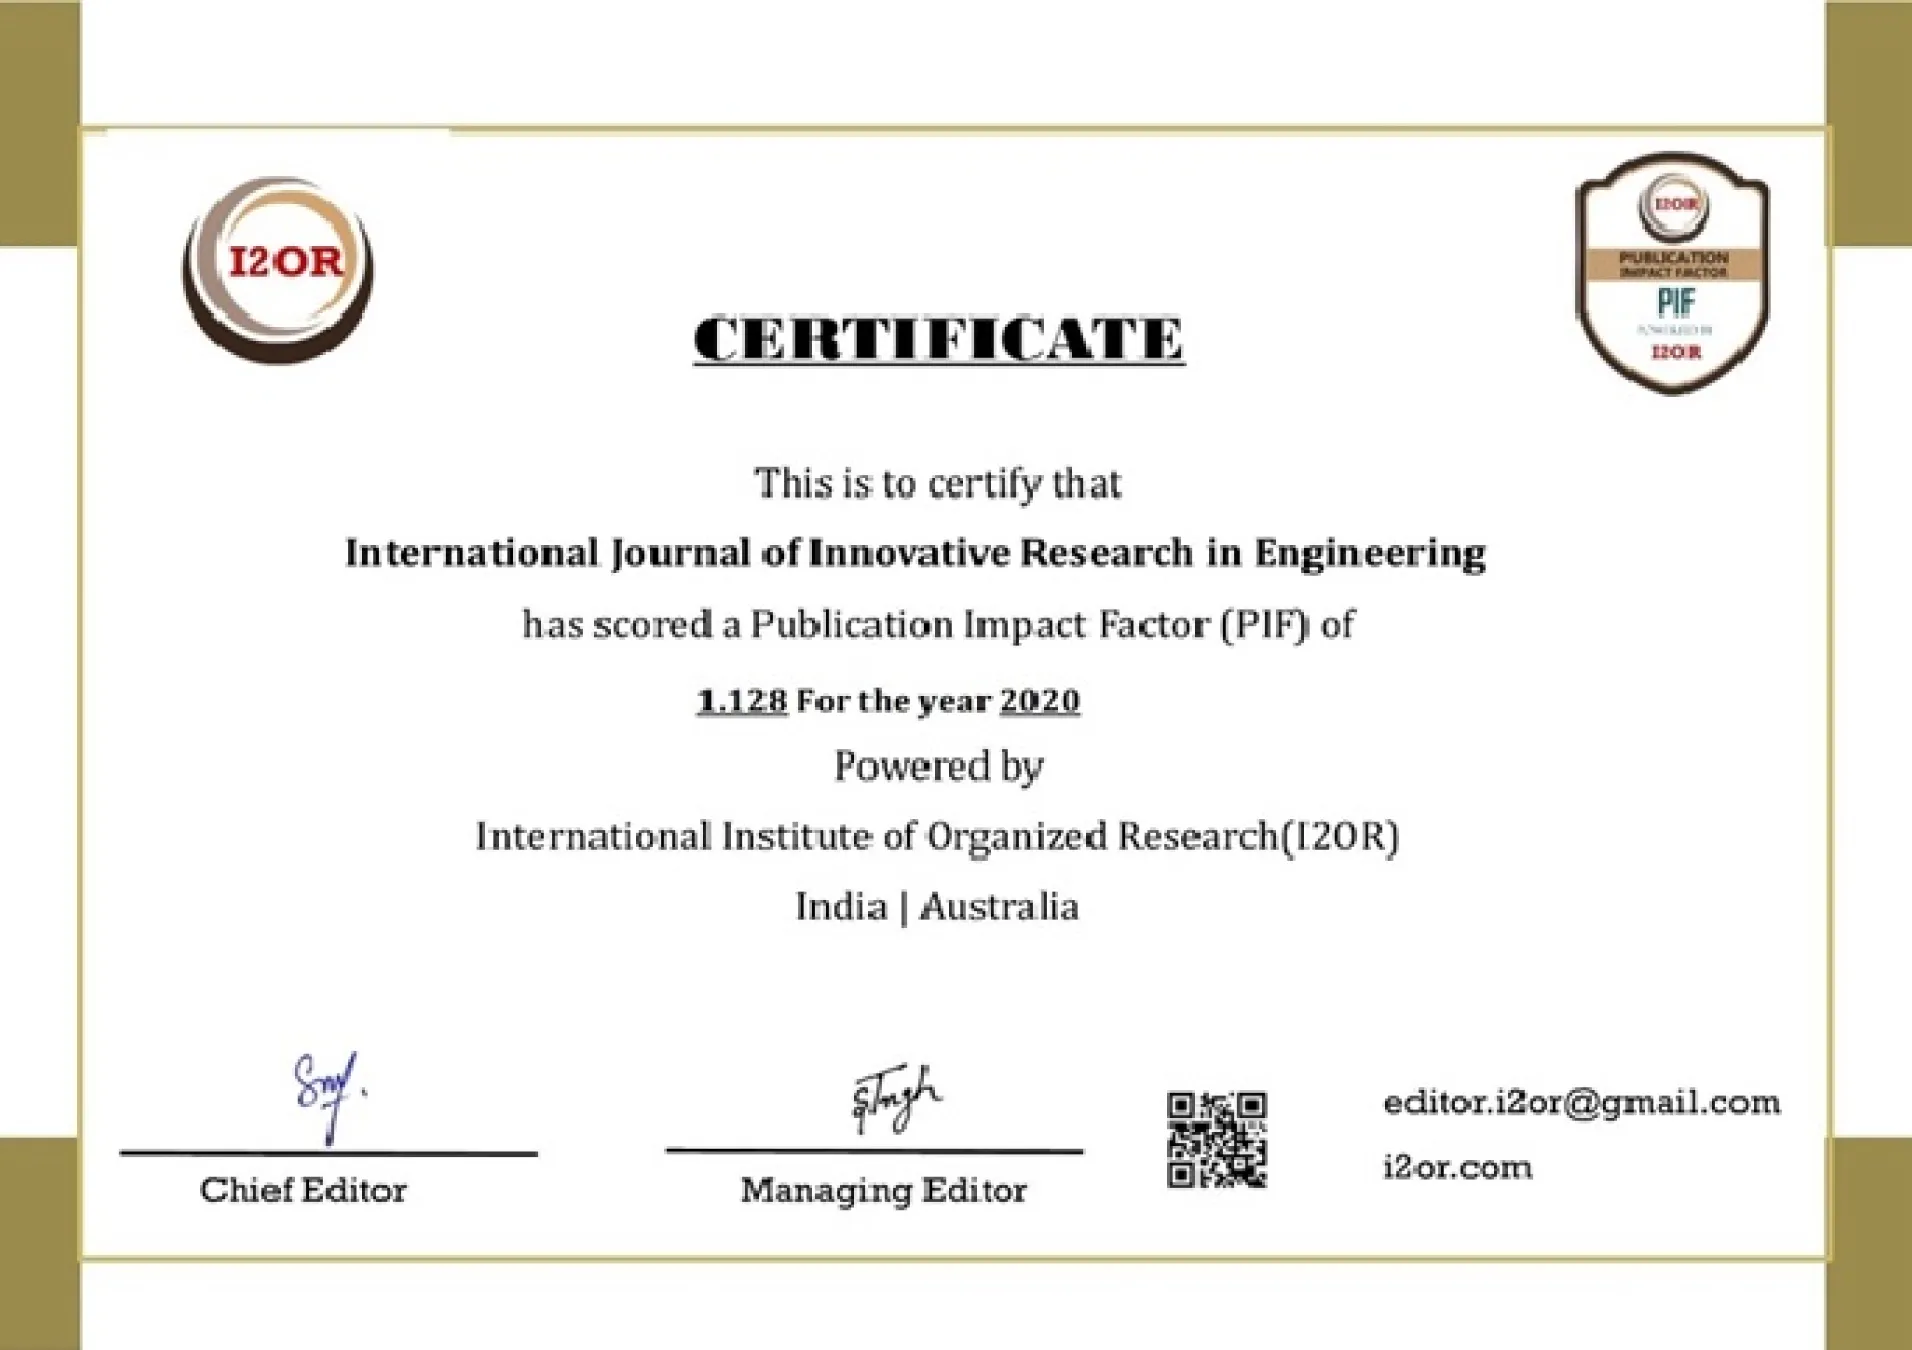 I2OR
I2OR
PUBLICATION
IMPACT FACTOR
PIF
POWERED BY
I2OR
CERTIFICATE
This is to certify that
International Journal of Innovative Research in Engineering
has scored a Publication Impact Factor (PIF) of
1.128 For the year 2020
Powered by
International Institute of Organized Research(I2OR)
India | Australia
Chief Editor
Managing Editor
editor.i2or@gmail.com
i2or.com